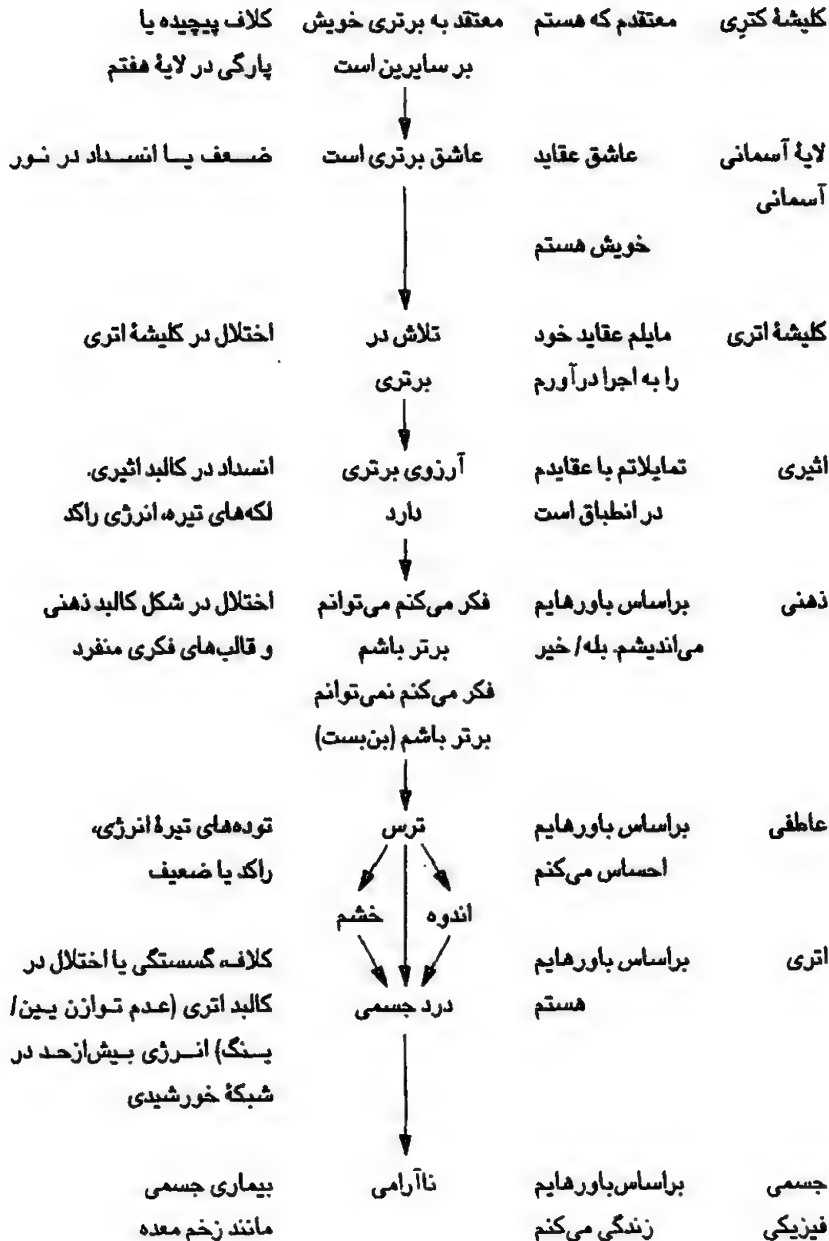 کلیشهٔ کتری معتقدم که هستم معتقد به برتری خویش کلاف پیچیده یا
بر سایرین است پارگی در لایهٔ هفتم
لایهٔ آسمانی عاشق عقاید عاشق برتری است ضعف یا انسداد در نور
آسمانی
خویش هستم
کلیشهٔ اتری مایلم عقاید خود تلاش در اختلال در کلیشهٔ اتری
را به اجرا درآورم برتری
اثیری تمایلاتم با عقایدم آرزوی برتری انسداد در کالبد اثیری.
در انطباق است دارد لکه‌های تیره، انرژی راکد
ذهنی براساس باورهایم فکر می‌کنم می‌توانم اختلال در شکل کالبد ذهنی
می‌اندیشم. بله/ خیر برتر باشم و قالب‌های فکری منفرد
فکر می‌کنم نمی‌توانم
برتر باشم (بن‌بست)
عاطفی براساس باورهایم ترس توده‌های تیرهٔ انرژی،
احساس می‌کنم راکد یا ضعیف
اندوه خشم
اتری براساس باورهایم کلاف، گسستگی یا اختلال در
هستم درد جسمی کالبد اتری (عدم توازن یین/
ینگ) انرژی بیش‌ازحد در
شبکهٔ خورشیدی
جسمی براساس‌باورهایم ناآرامی بیماری جسمی
فیزیکی زندگی می‌کنم مانند زخم معده